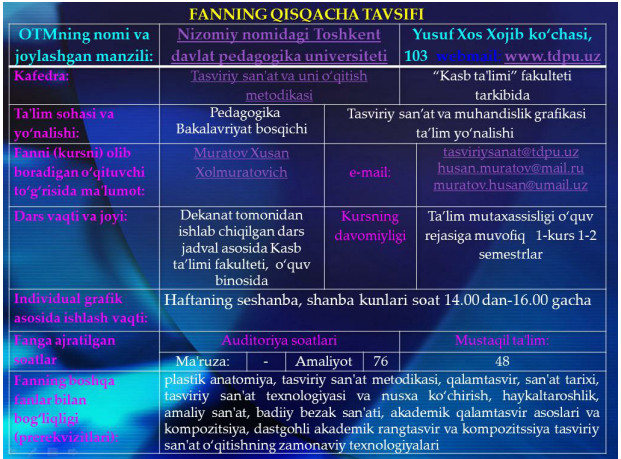 FANNING QISQACHA TAVSIFI
OTMning nomi va
joylashgan manzili:
Nizomiy nomidagi Toshkent
davlat pedagogika universiteti
Yusuf Xos Xojib ko‘chasi,
103 webmail: www.tdpu.uz
Kafedra:
Tasviriy san'at va uni o‘qitish
metodikasi
“Kasb ta'limi” fakulteti
tarkibida
Ta'lim sohasi va
yo‘nalishi:
Pedagogika
Bakalavriyat bosqichi
Tasviriy san’at va muhandislik grafikasi
ta’lim yo‘nalishi
Fanni (kursni) olib
boradigan o‘qituvchi
to‘g‘risida ma'lumot:
Muratov Xusan
Xolmuratovich
e-mail:
tasviriysanat@tdpu.uz
husan.muratov@mail.ru
muratov.husan@umail.uz
Dars vaqti va joyi:
Dekanat tomonidan
ishlab chiqilgan dars
jadval asosida Kasb
ta’limi fakulteti, o‘quv
binosida
Kursning
davomiyligi
Ta’lim mutaxassisligi o‘quv
rejasiga muvofiq 1-kurs 1-2
semestrlar
Individual grafik
asosida ishlash vaqti:
Haftaning seshanba, shanba kunlari soat 14.00 dan-16.00 gacha
Fanga ajratilgan
soatlar
Auditoriya soatlari
Mustaqil ta'lim:
Ma'ruza:
-
Amaliyot
76
48
Fanning boshqa
fanlar bilan
bog‘liqligi
(prerekvizitlari):
plastik anatomiya, tasviriy san'at metodikasi, qalamtasvir, san'at tarixi,
tasviriy san'at texnologiyasi va nusxa ko‘chirish, haykaltaroshlik,
amaliy san'at, badiiy bezak san'ati, akademik qalamtasvir asoslari va
kompozitsiya, dastgohli akademik rangtasvir va kompozitssiya tasviriy
san'at o‘qitishning zamonaviy texnologiyalari